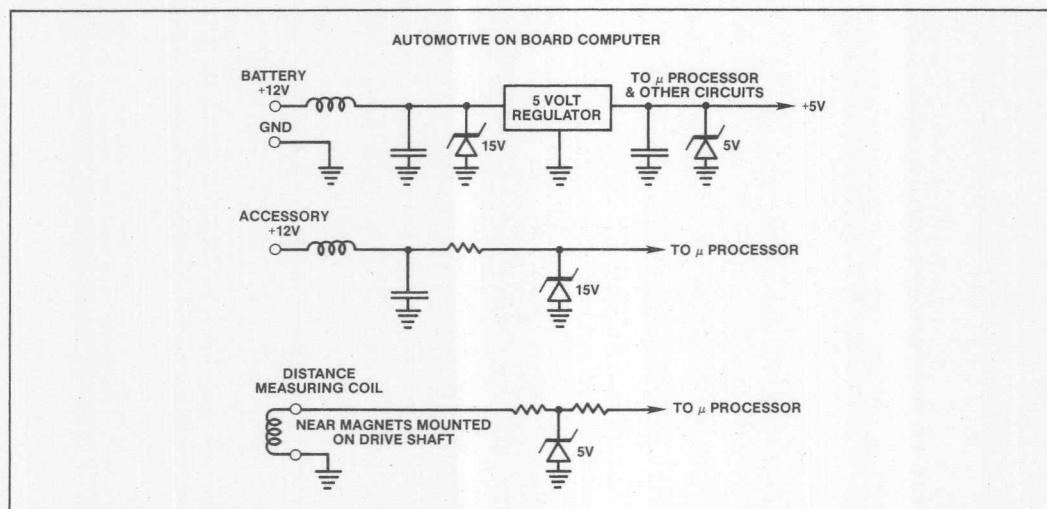 AUTOMOTIVE ON BOARD COMPUTER
BATTERY
+12V
GND
15V
5 VOLT
REGULATOR
TO μ PROCESSOR
& OTHER CIRCUITS
+5V
5V
ACCESSORY
+12V
TO μ PROCESSOR
15V
DISTANCE
MEASURING COIL
NEAR MAGNETS MOUNTED
ON DRIVE SHAFT
TO μ PROCESSOR
5V